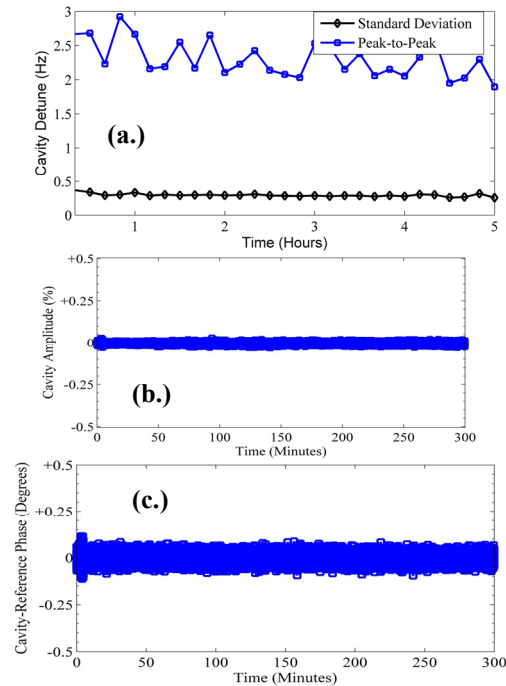 Standard Deviation
Peak-to-Peak
Cavity Detune (Hz)
3
2.5
2
1.5
1
0.5
0
(a.)
1 2 3 4 5
Time (Hours)
Cavity Amplitude (%)
+0.5
+0.25
0
-0.25
-0.5
(b.)
0 50 100 150 200 250 300
Time (Minutes)
Cavity-Reference Phase (Degrees)
+0.5
+0.25
0
-0.25
-0.5
(c.)
0 50 100 150 200 250 300
Time (Minutes)